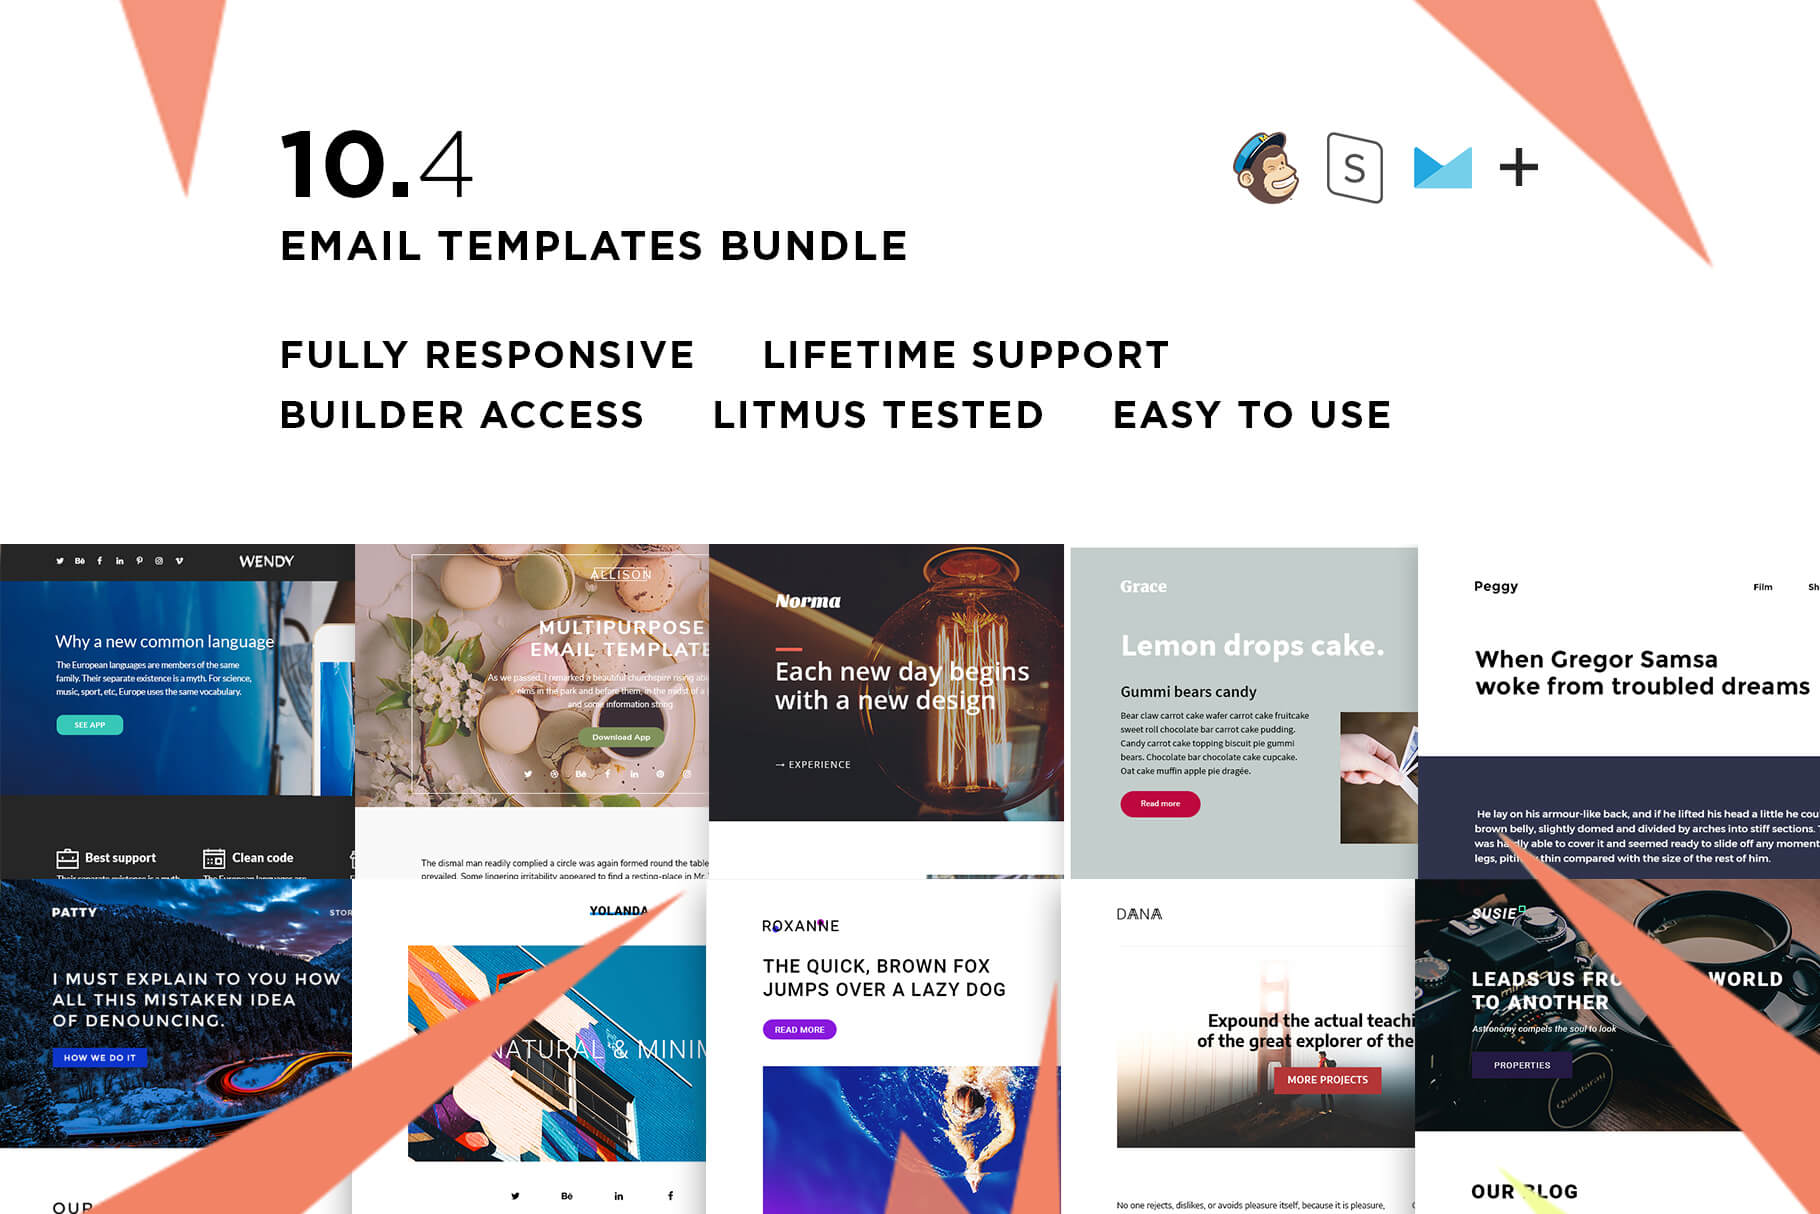 10.4
S
EMAIL TEMPLATES BUNDLE
FULLY RESPONSIVE LIFETIME SUPPORT
BUILDER ACCESS LITMUS TESTED EASY TO USE
WENDY
Why a new common language
The European languages are members of the same
family. Their separate existence is a myth. For science,
music, sport, etc, Europe uses the same vocabulary.
SEE APP
Best support Clean code
Their separate existence is a myth
The European languages are
ALLISON
MULTIPURPOSE
EMAIL TEMPLATE
As we passed, I remarked a beautiful churchspire rising
elms in the park and before them, in the midst of a
and some information string
Download App
The dismal man readily complied a circle was again formed round the table
prevailed. Some lingering irritability appeared to find a resting-place in Mr.
Norma
Each new day begins
with a new design
→ EXPERIENCE
Grace
Lemon drops cake.
Gummi bears candy
Bear claw carrot cake wafer carrot cake fruitcake
sweet roll chocolate bar carrot cake pudding.
Candy carrot cake topping biscuit pie gummi
bears. Chocolate bar chocolate cake cupcake.
Oat cake muffin apple pie dragée.
Read more
Peggy Film Sh
When Gregor Samsa
woke from troubled dreams
He lay on his armour-like back, and if he lifted his head a little he cou
brown belly, slightly domed and divided by arches into stiff sections.
was hardly able to cover it and seemed ready to slide off any moment
legs, thin compared with the size of the rest of him.
PATTY STOR
I MUST EXPLAIN TO YOU HOW
ALL THIS MISTAKEN IDEA
OF DENOUNCING.
HOW WE DO IT
OUR
YOLANDA
NATURAL & MINIM
ROXANNE
THE QUICK, BROWN FOX
JUMPS OVER A LAZY DOG
READ MORE
DANA
Expound the actual teachi
of the great explorer of the
MORE PROJECTS
No one rejects, dislikes, or avoids pleasure itself, because it is pleasure,
SUSIE
LEADS US FRO WORLD
TO ANOTHER
Astronomy compels the soul to look
PROPERTIES
Quantaray
OUR BLOG